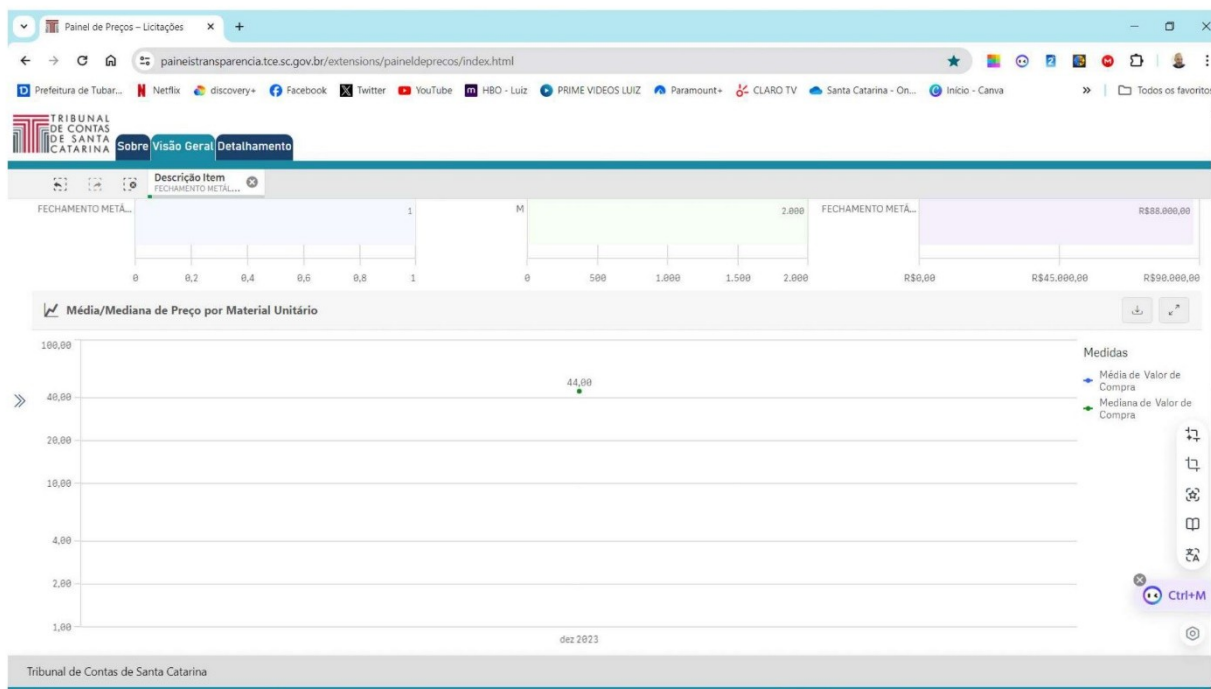 Painel de Preços – Licitações
paineistransparencia.tce.sc.gov.br/extensions/paineldeprecos/index.html
Prefeitura de Tubar... Netflix discovery+ Facebook Twitter YouTube HBO - Luiz PRIME VIDEOS LUIZ Paramount+ CLARO TV Santa Catarina - On... Início - Canva » Todos os favoritos
TRIBUNAL
DE CONTAS
DE SANTA
CATARINA
Sobre Visão Geral Detalhamento
Descrição Item
FECHAMENTO METÁL...
FECHAMENTO METÁ... 1 M 2.000 FECHAMENTO METÁ... R$88.000,00
0 0,2 0,4 0,6 0,8 1 0 500 1.000 1.500 2.000 R$0,00 R$45.000,00 R$90.000,00
Média/Mediana de Preço por Material Unitário
100,00
Medidas
Média de Valor de
Compra
Mediana de Valor de
Compra
44,00
40,00
20,00
10,00
4,00
2,00
Ctrl+M
1,00
dez 2023
Tribunal de Contas de Santa Catarina